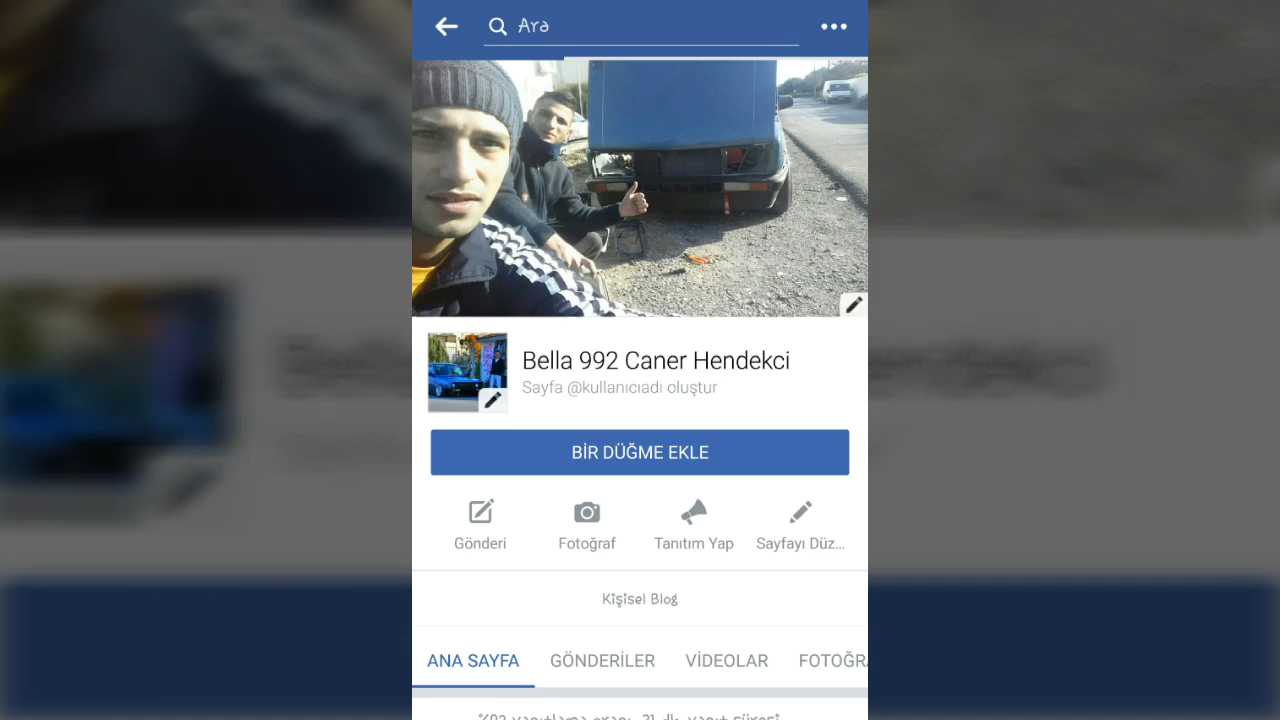 Ara
Bella 992 Caner Hendekci
Sayfa @kullanıcıadı oluştur
BİR DÜĞME EKLE
Gönderi Fotoğraf Tanıtım Yap Sayfayı Düz...
Kişisel Blog
ANA SAYFA GÖNDERİLER VİDEOLAR FOTOĞRA